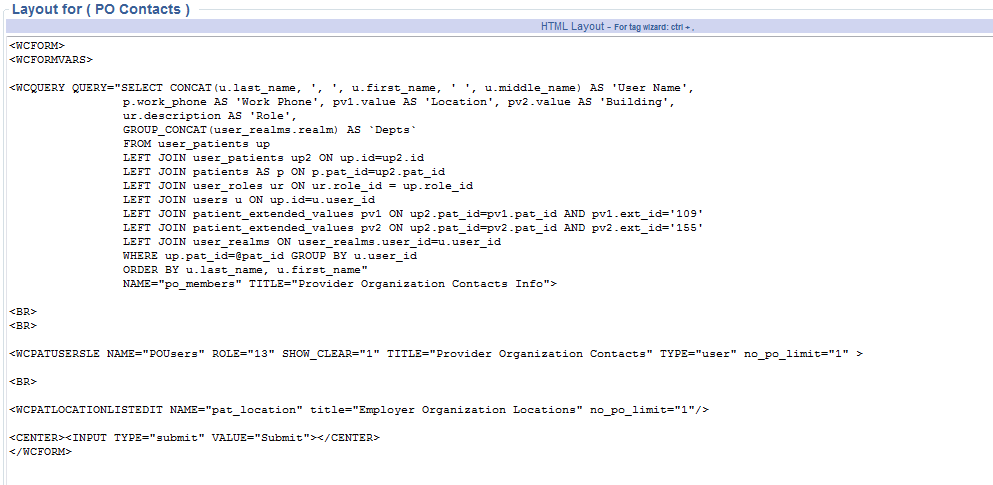 Layout for ( PO Contacts )
HTML Layout - For tag wizard: ctrl + ,
<WCFORM>
<WCFORMVARS>
<WCQUERY QUERY="SELECT CONCAT(u.last_name, ', ', u.first_name, ' ', u.middle_name) AS 'User Name',
p.work_phone AS 'Work Phone', pv1.value AS 'Location', pv2.value AS 'Building',
ur.description AS 'Role',
GROUP_CONCAT(user_realms.realm) AS `Depts`
FROM user_patients up
LEFT JOIN user_patients up2 ON up.id=up2.id
LEFT JOIN patients AS p ON p.pat_id=up2.pat_id
LEFT JOIN user_roles ur ON ur.role_id = up.role_id
LEFT JOIN users u ON up.id=u.user_id
LEFT JOIN patient_extended_values pv1 ON up2.pat_id=pv1.pat_id AND pv1.ext_id='109'
LEFT JOIN patient_extended_values pv2 ON up2.pat_id=pv2.pat_id AND pv2.ext_id='155'
LEFT JOIN user_realms ON user_realms.user_id=u.user_id
WHERE up.pat_id=@pat_id GROUP BY u.user_id
ORDER BY u.last_name, u.first_name"
NAME="po_members" TITLE="Provider Organization Contacts Info">
<BR>
<BR>
<WCPATUSERSLE NAME="POUsers" ROLE="13" SHOW_CLEAR="1" TITLE="Provider Organization Contacts" TYPE="user" no_po_limit="1" >
<BR>
<WCPATLOCATIONLISTEDIT NAME="pat_location" title="Employer Organization Locations" no_po_limit="1"/>
<CENTER><INPUT TYPE="submit" VALUE="Submit"></CENTER>
</WCFORM>